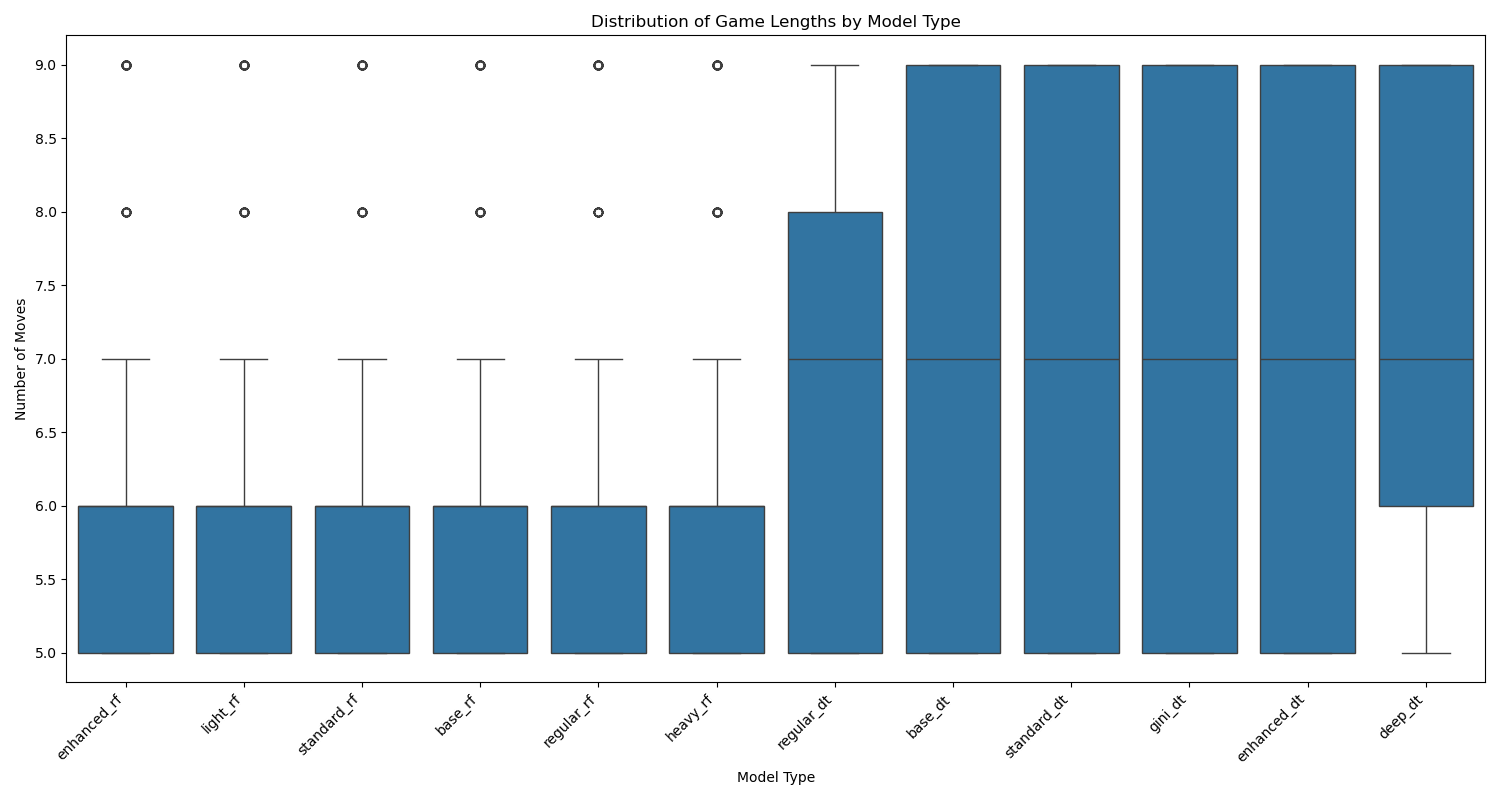 Distribution of Game Lengths by Model Type
Number of Moves
9.0
8.5
8.0
7.5
7.0
6.5
6.0
5.5
5.0
enhanced_rf
light_rf
standard_rf
base_rf
regular_rf
heavy_rf
regular_dt
base_dt
standard_dt
gini_dt
enhanced_dt
deep_dt
Model Type